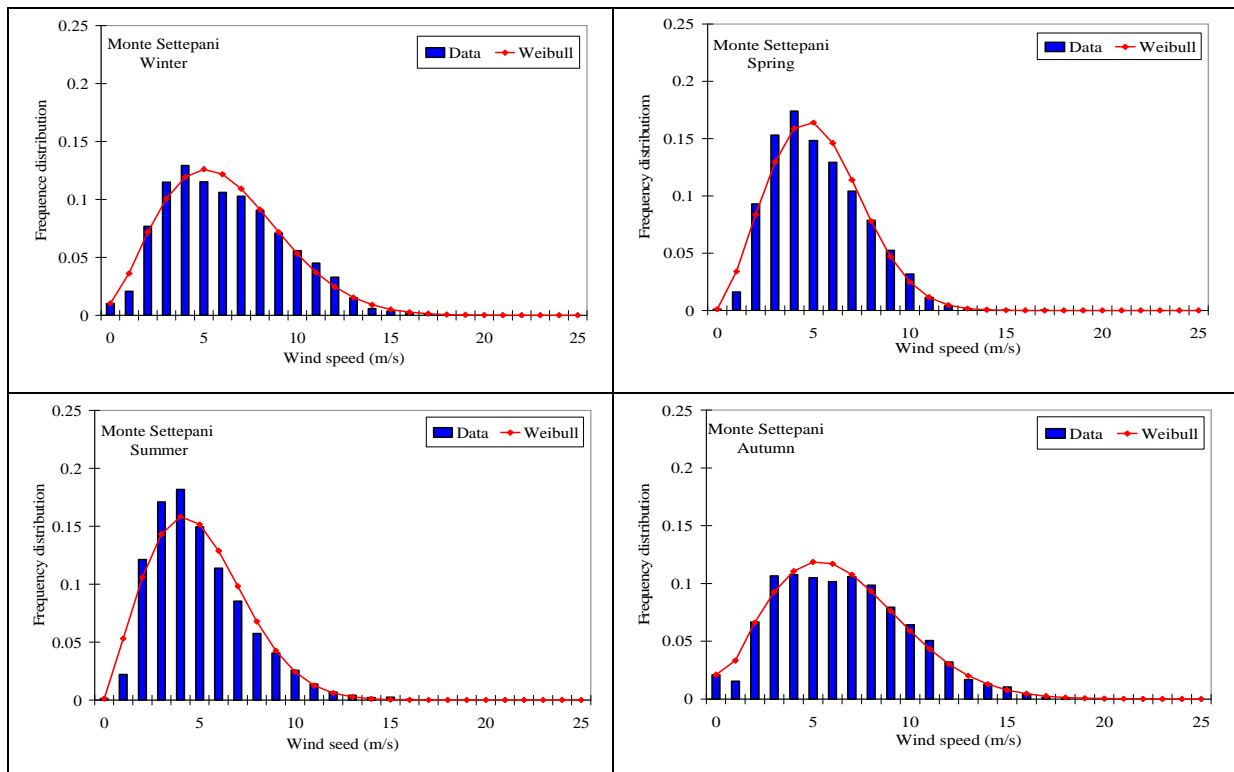 Monte Settepani
Winter
Data Weibull
Frequence distribution
0.25
0.2
0.15
0.1
0.05
0
0 5 10 15 20 25
Wind speed (m/s)
Monte Settepani
Spring
Data Weibull
Frequency distributiom
0.25
0.2
0.15
0.1
0.05
0
0 5 10 15 20 25
Wind speed (m/s)
Monte Settepani
Summer
Data Weibull
Frequency distribution
0.25
0.2
0.15
0.1
0.05
0
0 5 10 15 20 25
Wind seed (m/s)
Monte Settepani
Autumn
Data Weibull
Frequency distribution
0.25
0.2
0.15
0.1
0.05
0
0 5 10 15 20 25
Wind speed (m/s)